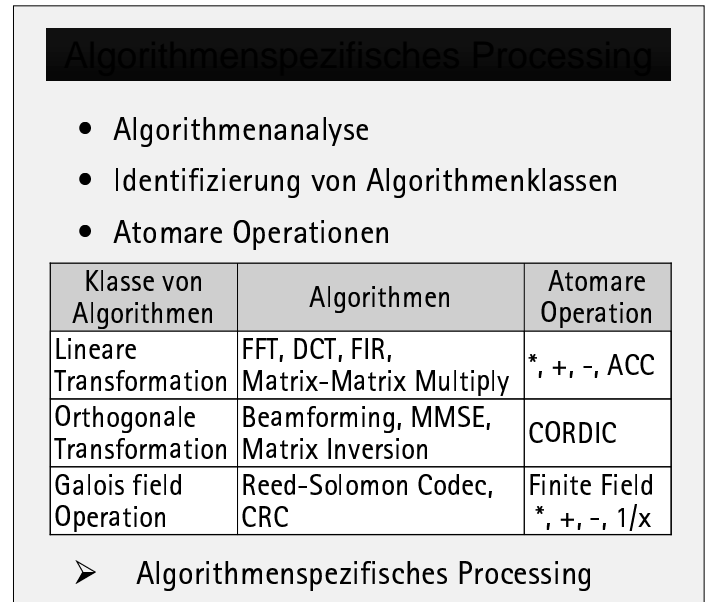 Algorithmenspezifisches Processing
• Algorithmenanalyse
• Identifizierung von Algorithmenklassen
• Atomare Operationen
Klasse von
Algorithmen
Algorithmen
Atomare
Operation
Lineare
Transformation
FFT, DCT, FIR,
Matrix-Matrix Multiply
*, +, -, ACC
Orthogonale
Transformation
Beamforming, MMSE,
Matrix Inversion
CORDIC
Galois field
Operation
Reed-Solomon Codec,
CRC
Finite Field
*, +, -, 1/x
➢ Algorithmenspezifisches Processing